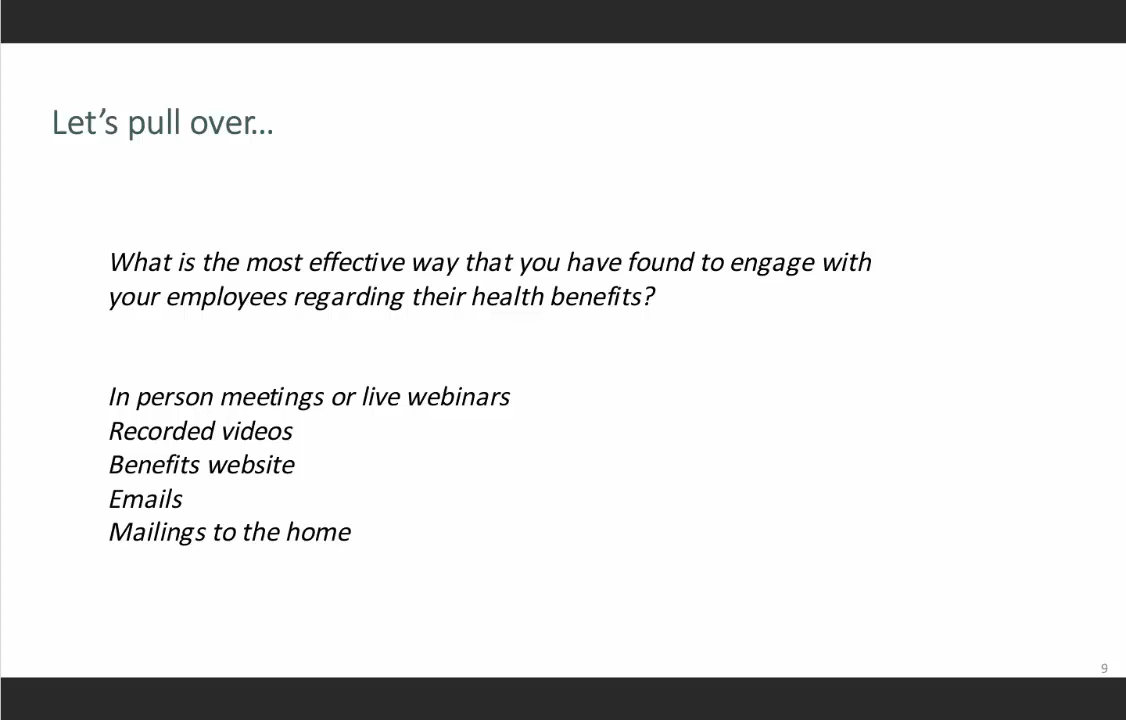 Let’s pull over…
What is the most effective way that you have found to engage with
your employees regarding their health benefits?
In person meetings or live webinars
Recorded videos
Benefits website
Emails
Mailings to the home
9